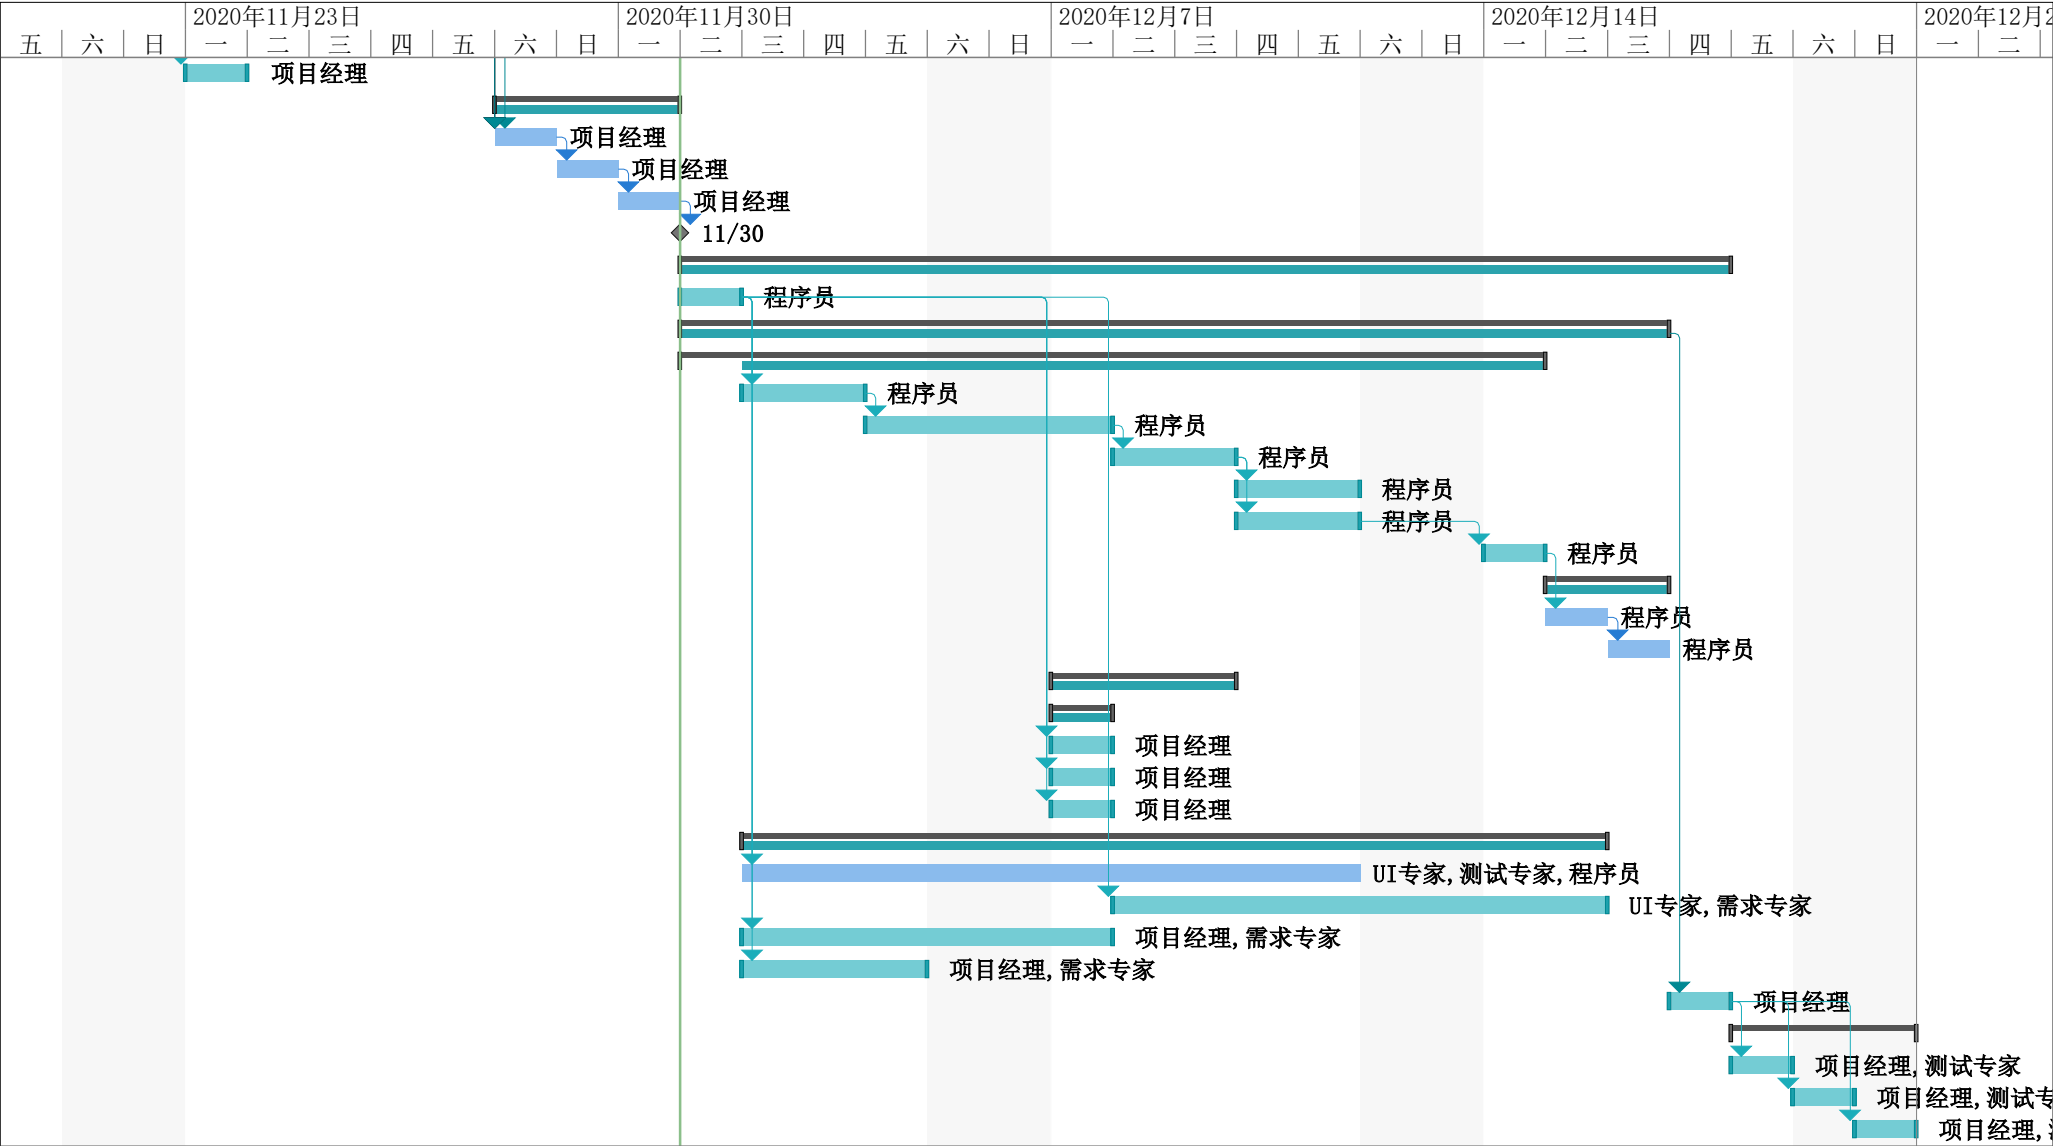 2020年11月23日 2020年11月30日 2020年12月7日 2020年12月14日 2020年12月2
五 六 日 一 二 三 四 五 六 日 一 二 三 四 五 六 日 一 二 三 四 五 六 日 一 二 三 四 五 六 日 一 二
项目经理
项目经理
项目经理
项目经理
11/30
程序员
程序员
程序员
程序员
程序员
程序员
程序员
程序员
程序员
项目经理
项目经理
项目经理
UI专家,测试专家,程序员
UI专家,需求专家
项目经理,需求专家
项目经理,需求专家
项目经理
项目经理,测试专家
项目经理,测试专
项目经理,